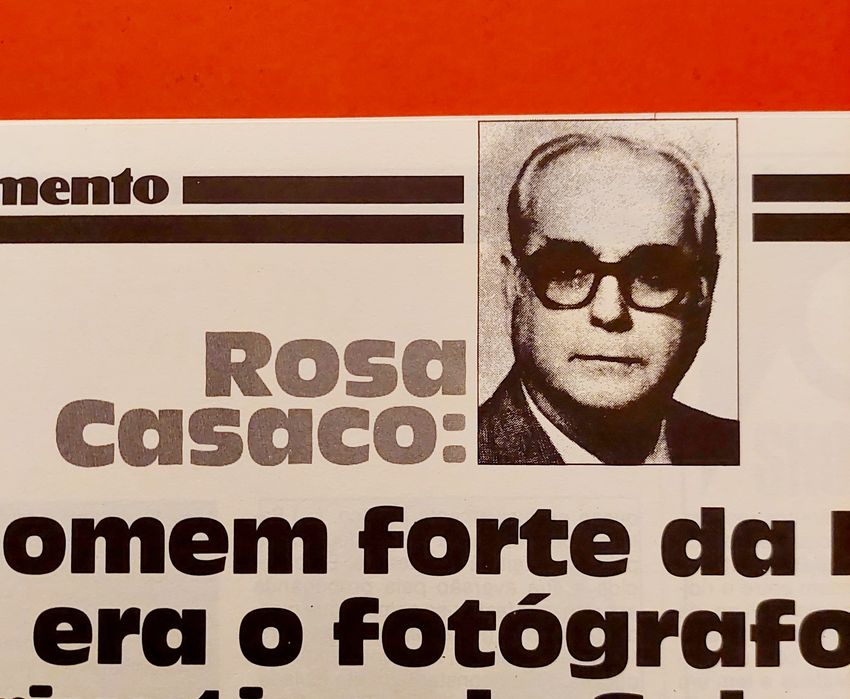 mento
Rosa
Casaco:
omem forte da
era o fotógrafo